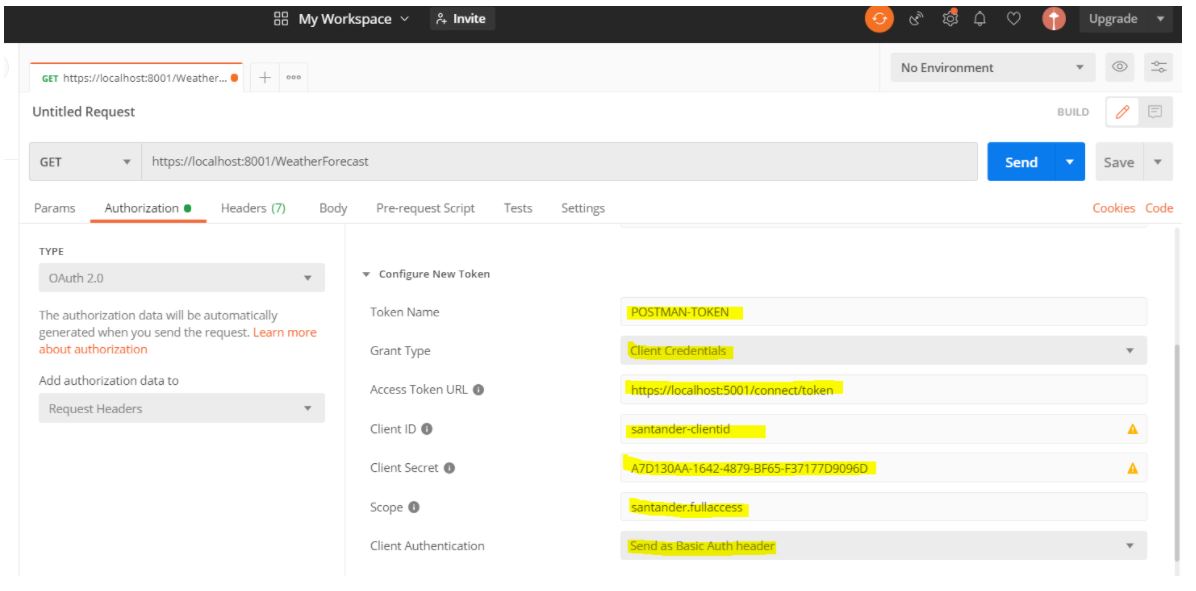 My Workspace Invite Upgrade
GET https://localhost:8001/Weather... No Environment
Untitled Request BUILD
GET https://localhost:8001/WeatherForecast Send Save
Params Authorization Headers (7) Body Pre-request Script Tests Settings Cookies Code
TYPE
OAuth 2.0
The authorization data will be automatically
generated when you send the request. Learn more
about authorization
Add authorization data to
Request Headers
Configure New Token
Token Name POSTMAN-TOKEN
Grant Type Client Credentials
Access Token URL https://localhost:5001/connect/token
Client ID santander-clientid
Client Secret A7D130AA-1642-4879-BF65-F37177D9096D
Scope santander.fullaccess
Client Authentication Send as Basic Auth header